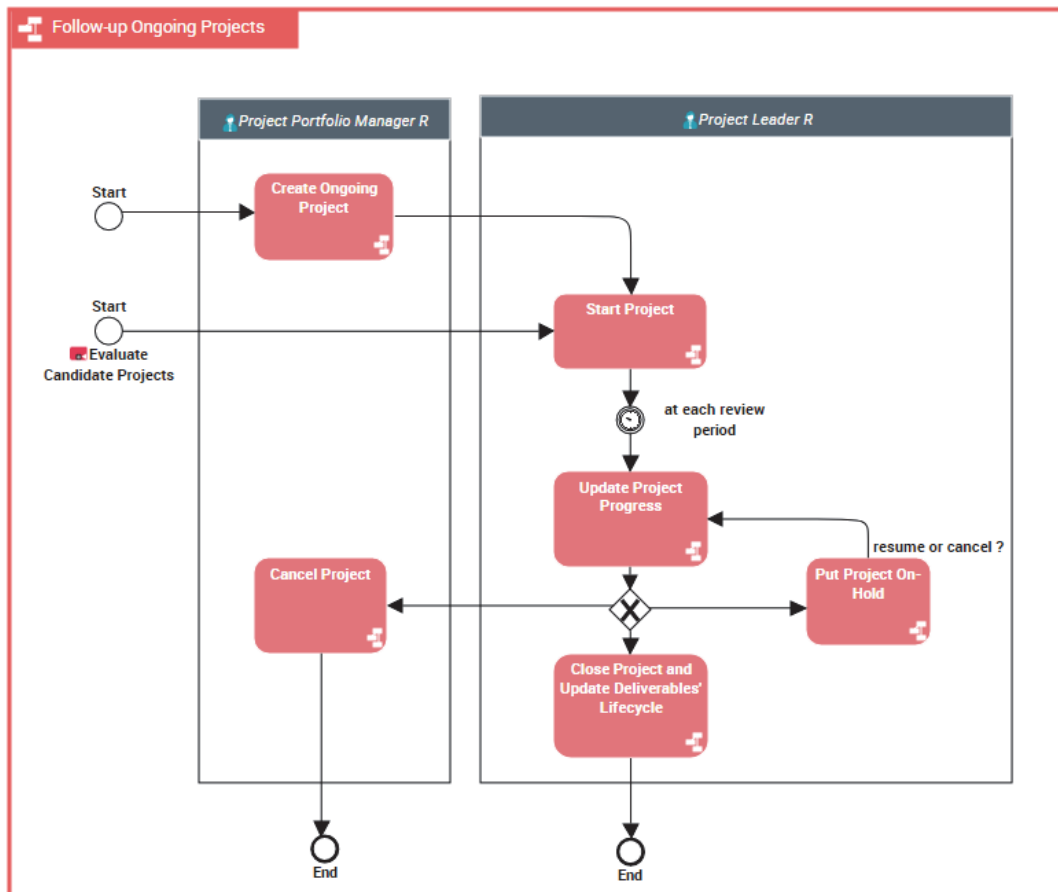 Follow-up Ongoing Projects
Project Portfolio Manager R
Project Leader R
Start
Create Ongoing
Project
Start
Evaluate
Candidate Projects
Start Project
at each review
period
Update Project
Progress
resume or cancel ?
Cancel Project
Put Project On-
Hold
Close Project and
Update Deliverables'
Lifecycle
End
End